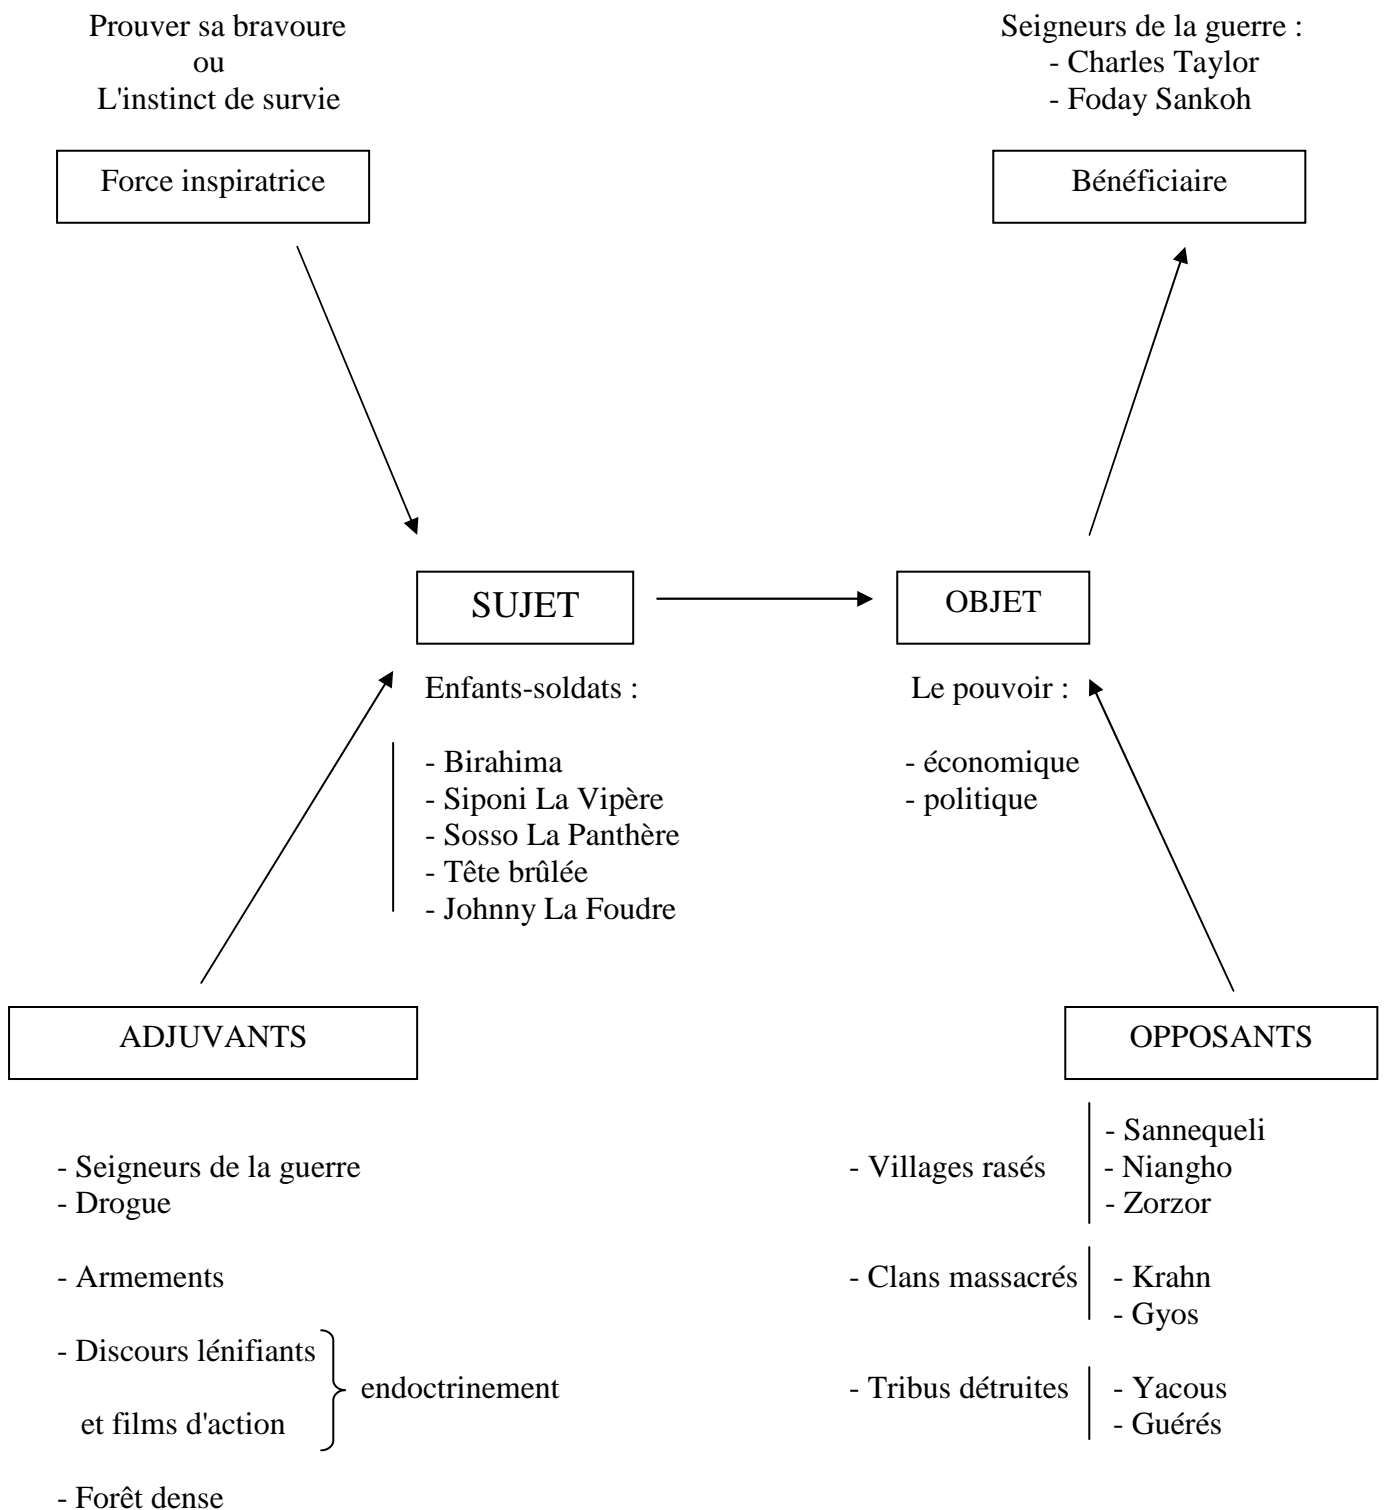 Prouver sa bravoure
ou
L'instinct de survie
Force inspiratrice
Seigneurs de la guerre :
- Charles Taylor
- Foday Sankoh
Bénéficiaire
SUJET
Enfants-soldats :
- Birahima
- Siponi La Vipère
- Sosso La Panthère
- Tête brûlée
- Johnny La Foudre
OBJET
Le pouvoir :
- économique
- politique
ADJUVANTS
- Seigneurs de la guerre
- Drogue
- Armements
- Discours lénifiants
et films d'action
endoctrinement
- Forêt dense
OPPOSANTS
- Villages rasés
- Sannequeli
- Niangho
- Zorzor
- Clans massacrés
- Krahn
- Gyos
- Tribus détruites
- Yacous
- Guérés